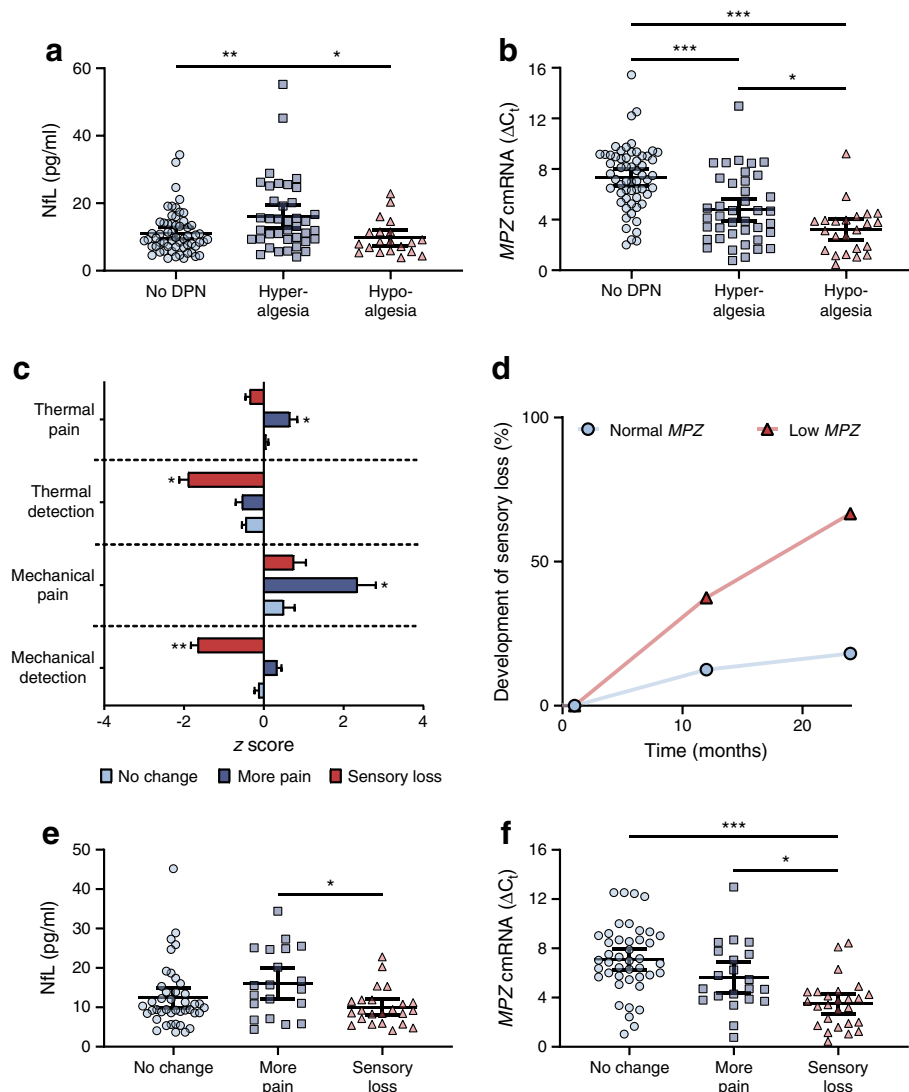 a
** *
60
40
20
0
NfL (pg/ml)
No DPN Hyper- Hypo-
algesia algesia
b
***
***
*
16
12
8
4
0
MPZ cmRNA (ΔCt)
No DPN Hyper- Hypo-
algesia algesia
c
Thermal
pain
*
Thermal
detection
*
Mechanical
pain
*
Mechanical
detection
**
-4 -2 0 2 4
z score
No change More pain Sensory loss
d
100
50
0
Development of sensory loss (%)
Normal MPZ Low MPZ
0 10 20
Time (months)
e
*
50
40
30
20
10
0
NfL (pg/ml)
No change More Sensory
pain loss
f
***
*
16
12
8
4
0
MPZ cmRNA (ΔCt)
No change More Sensory
pain loss